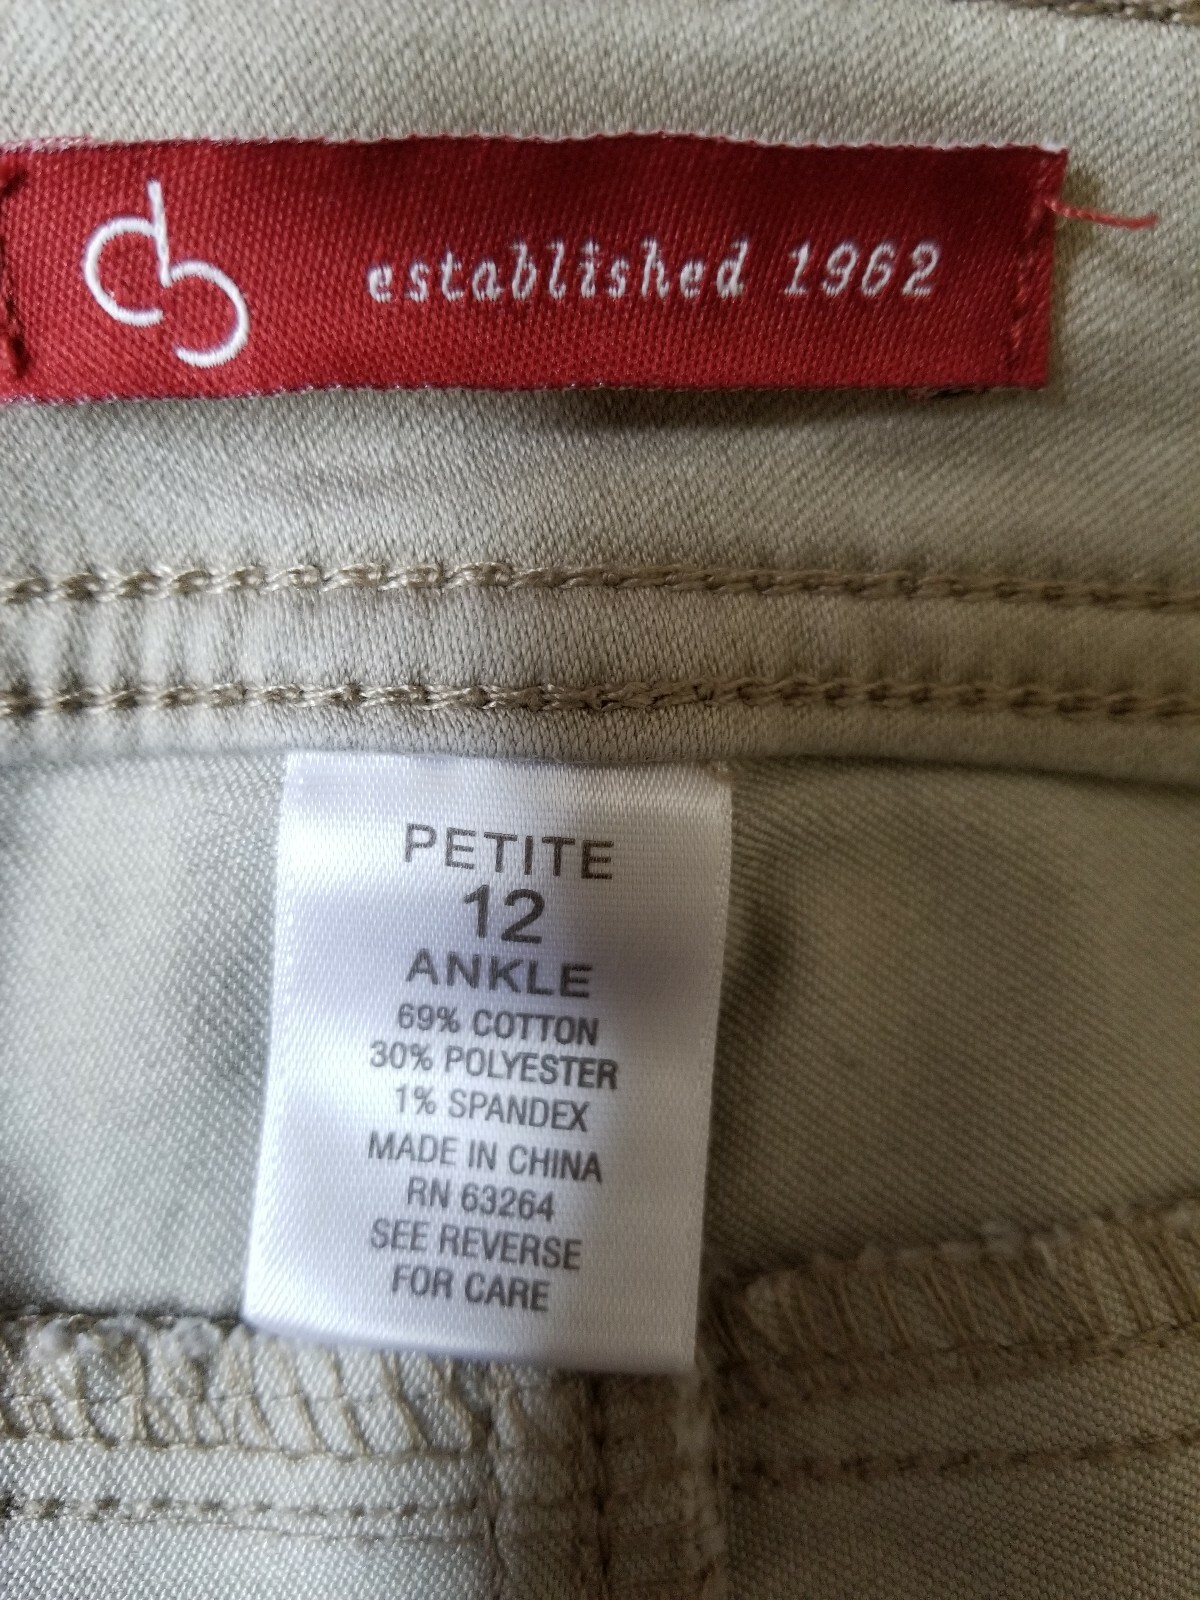 db established 1962
PETITE
12
ANKLE
69% COTTON
30% POLYESTER
1% SPANDEX
MADE IN CHINA
RN 63264
SEE REVERSE
FOR CARE